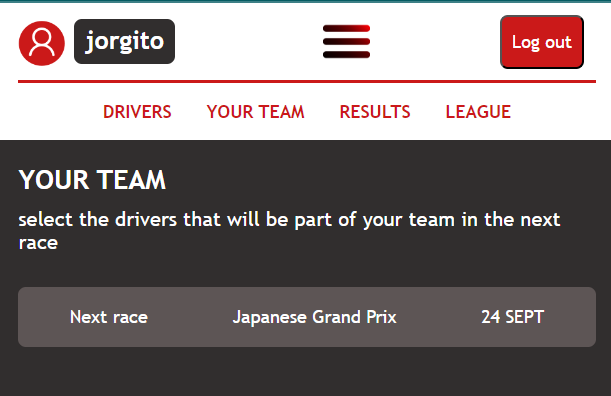 jorgito
Log out
DRIVERS YOUR TEAM RESULTS LEAGUE
YOUR TEAM
select the drivers that will be part of your team in the next
race
Next race Japanese Grand Prix 24 SEPT